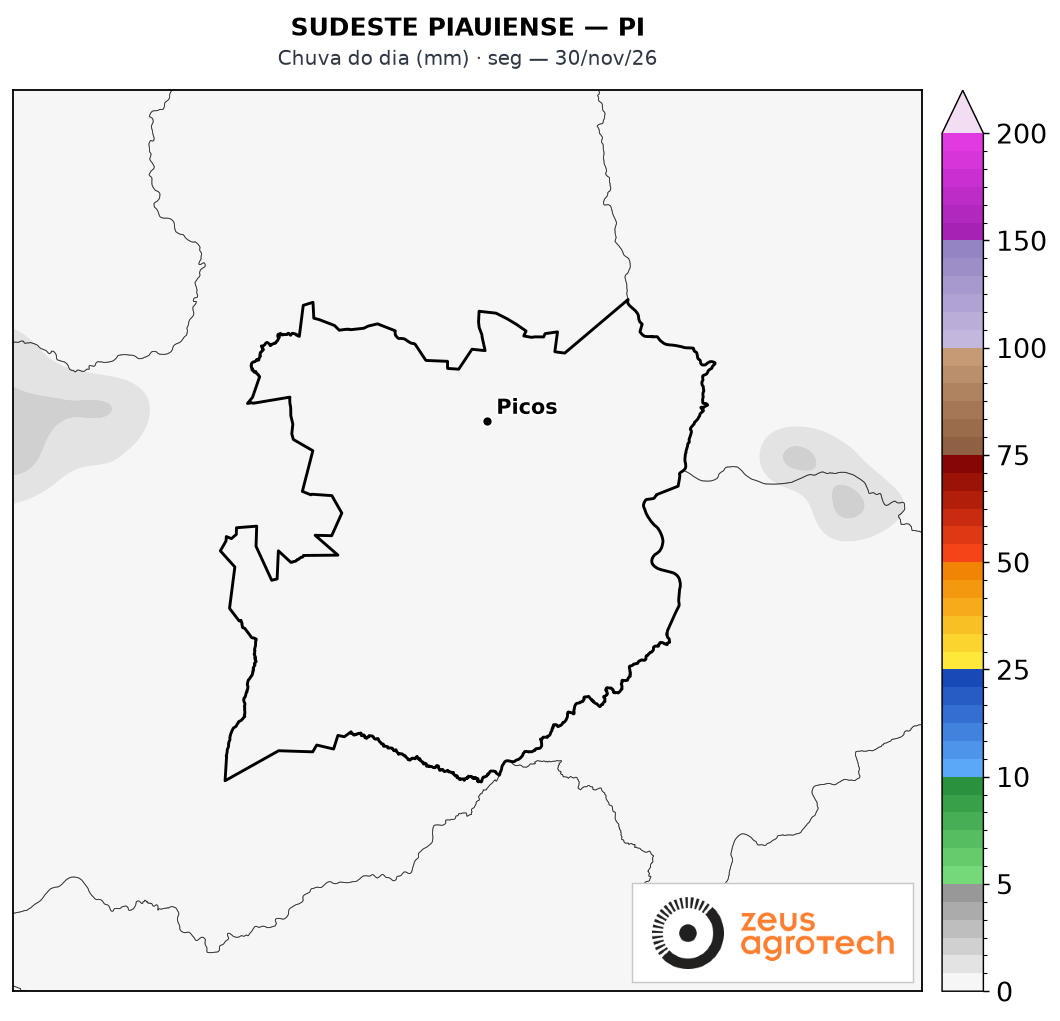 SUDESTE PIAUIENSE — PI
Chuva do dia (mm) · seg — 30/nov/26
200
150
100
75
50
25
10
5
0
Picos
zeus
agrotech